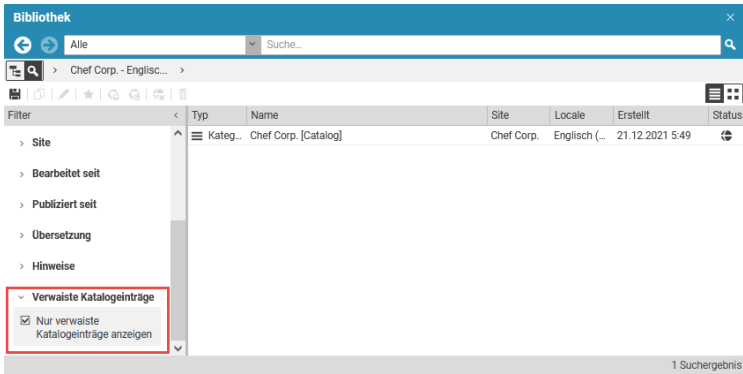 Bibliothek
Alle
Suche...
Chef Corp. - Englisc...
Filter
Typ Name Site Locale Erstellt Status
Site
Kateg... Chef Corp. [Catalog] Chef Corp. Englisch (... 21.12.2021 5:49
Bearbeitet seit
Publiziert seit
Übersetzung
Hinweise
Verwaiste Katalogeinträge
Nur verwaiste
Katalogeinträge anzeigen
1 Suchergebnis